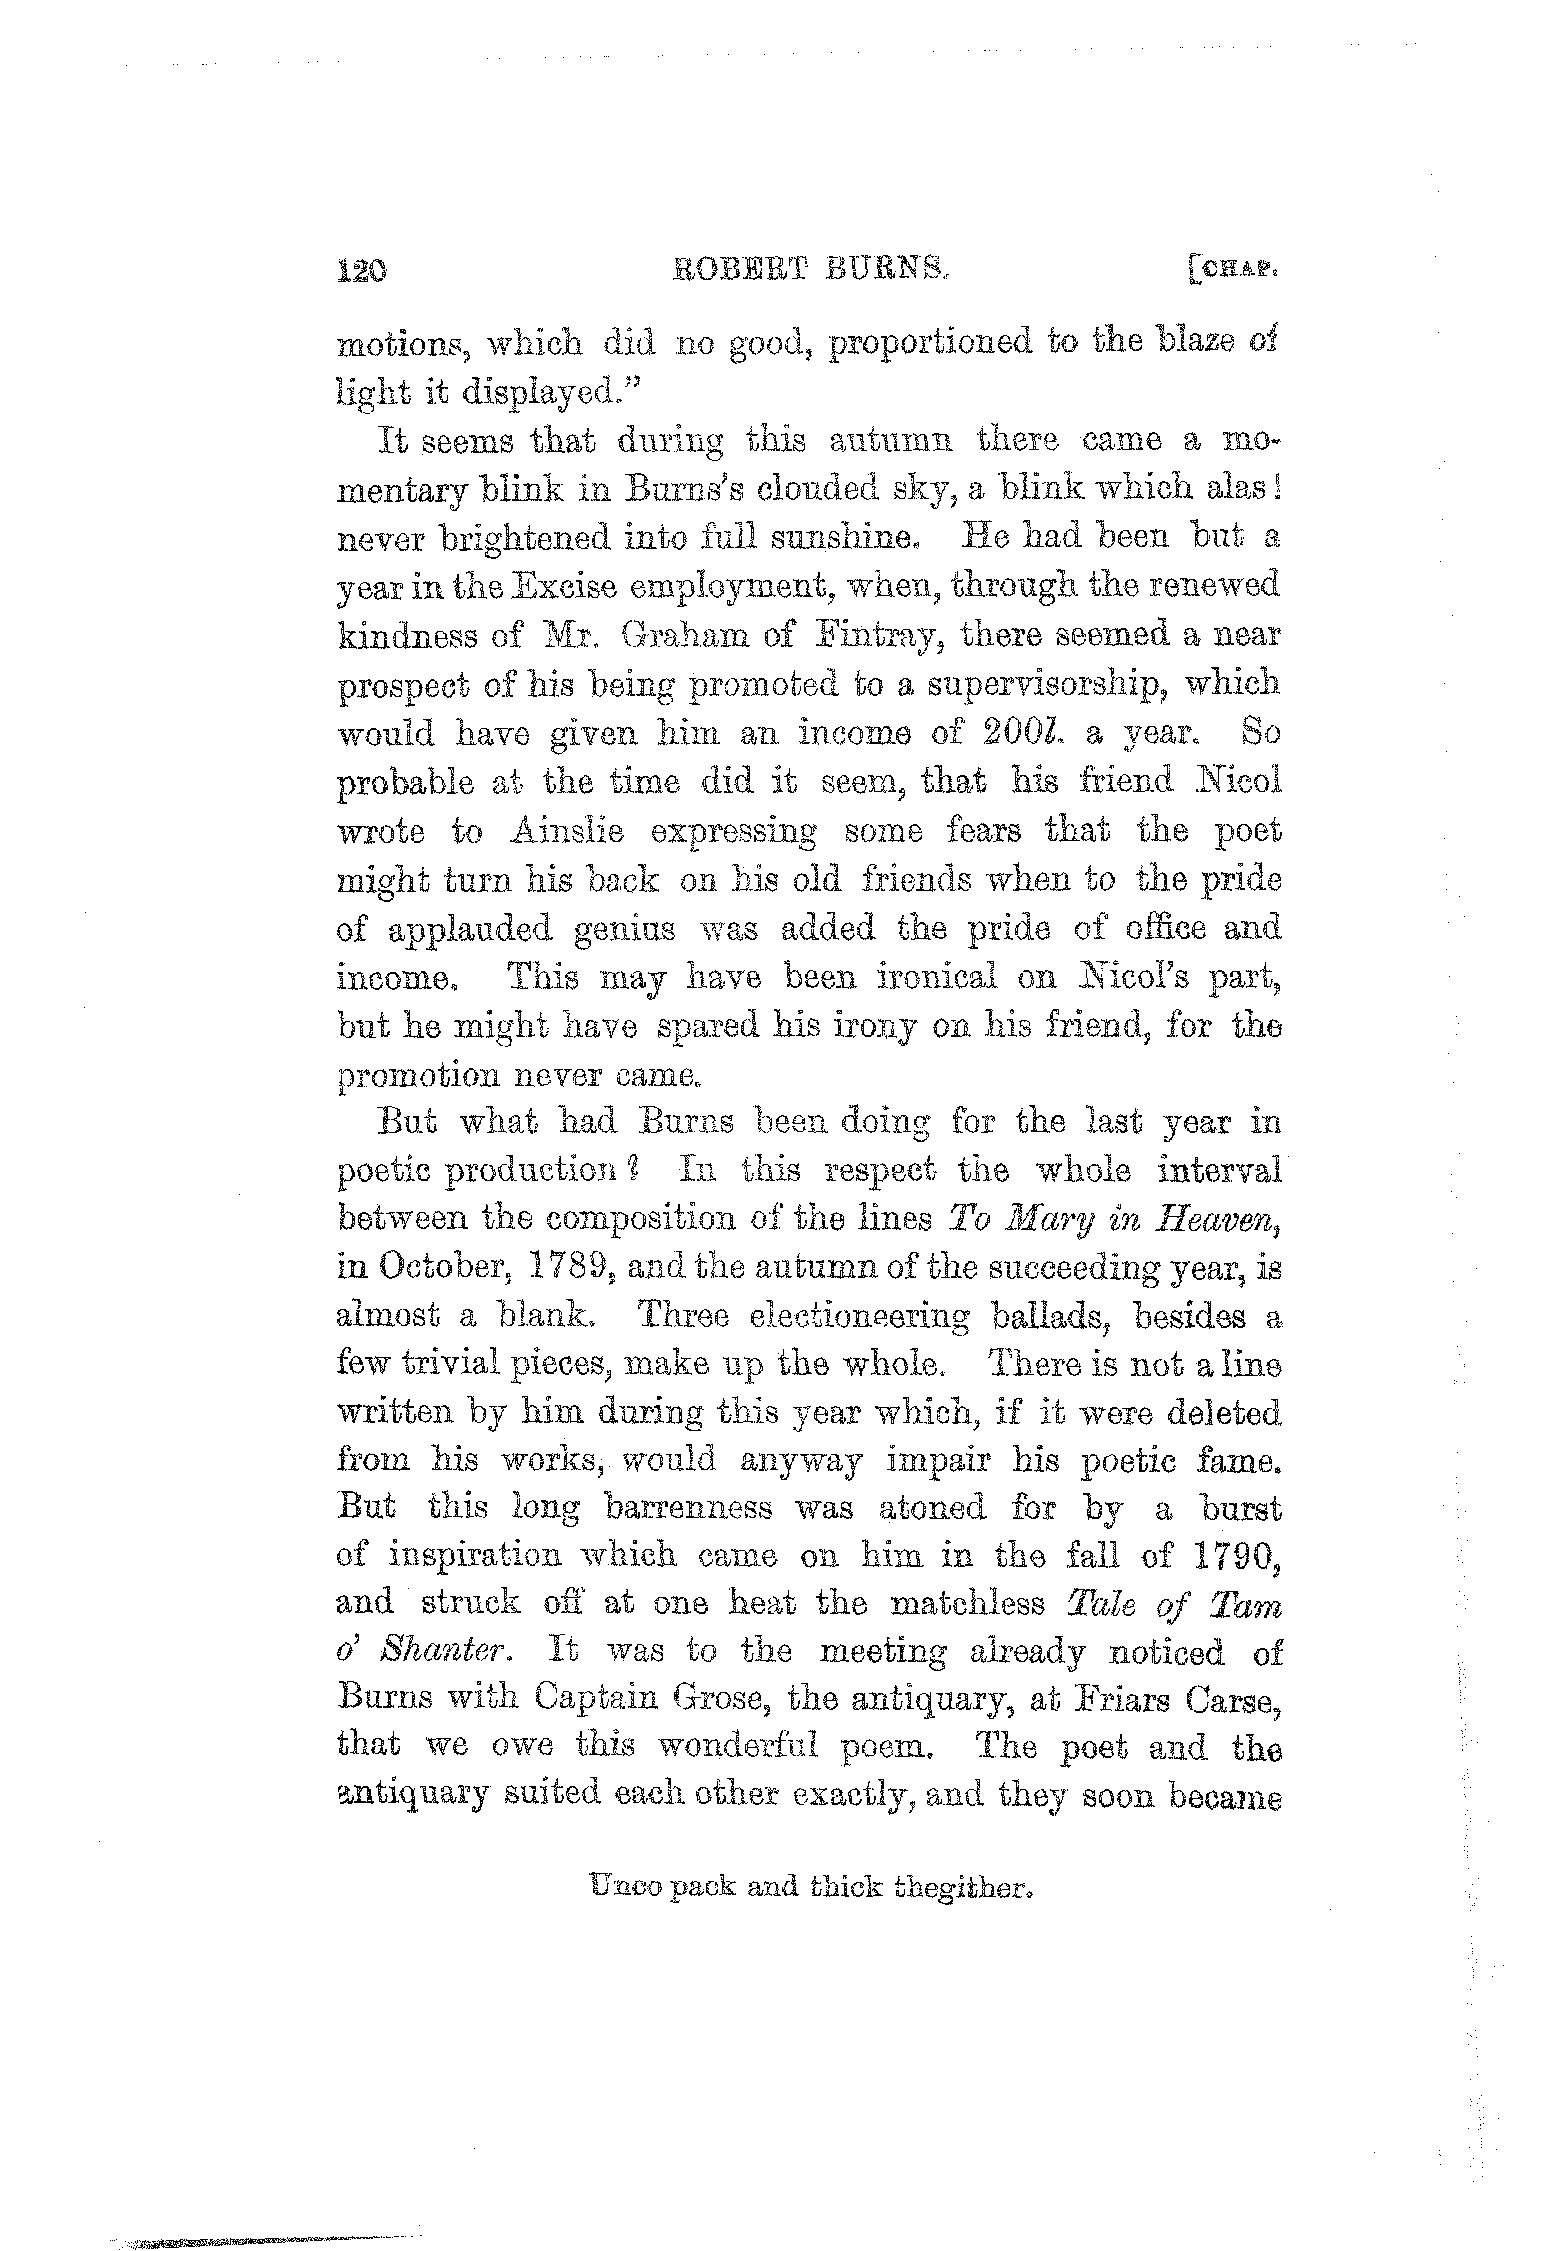 120 ROBERT BURNS. [CHAP.
motions, which did no good, proportioned to the blaze of
light it displayed.”
It seems that during this autumn there came a mo-
mentary blink in Burns's clouded sky, a blink which alas!
never brightened into full sunshine. He had been but a
year in the Excise employment, when, through the renewed
kindness of Mr. Graham of Fintray, there seemed a near
prospect of his being promoted to a supervisorship, which
would have given him an income of 200l. a year. So
probable at the time did it seem, that his friend Nicol
wrote to Ainslie expressing some fears that the poet
might turn his back on his old friends when to the pride
of applauded genius was added the pride of office and
income. This may have been ironical on Nicol's part,
but he might have spared his irony on his friend, for the
promotion never came.
But what had Burns been doing for the last year in
poetic production? In this respect the whole interval
between the composition of the lines To Mary in Heaven,
in October, 1789, and the autumn of the succeeding year, is
almost a blank. Three electioneering ballads, besides a
few trivial pieces, make up the whole. There is not a line
written by him during this year which, if it were deleted
from his works, would anyway impair his poetic fame.
But this long barrenness was atoned for by a burst
of inspiration which came on him in the fall of 1790,
and struck off at one heat the matchless Tale of Tam
o' Shanter. It was to the meeting already noticed of
Burns with Captain Grose, the antiquary, at Friars Carse,
that we owe this wonderful poem. The poet and the
antiquary suited each other exactly, and they soon became
Unco pack and thick thegither.